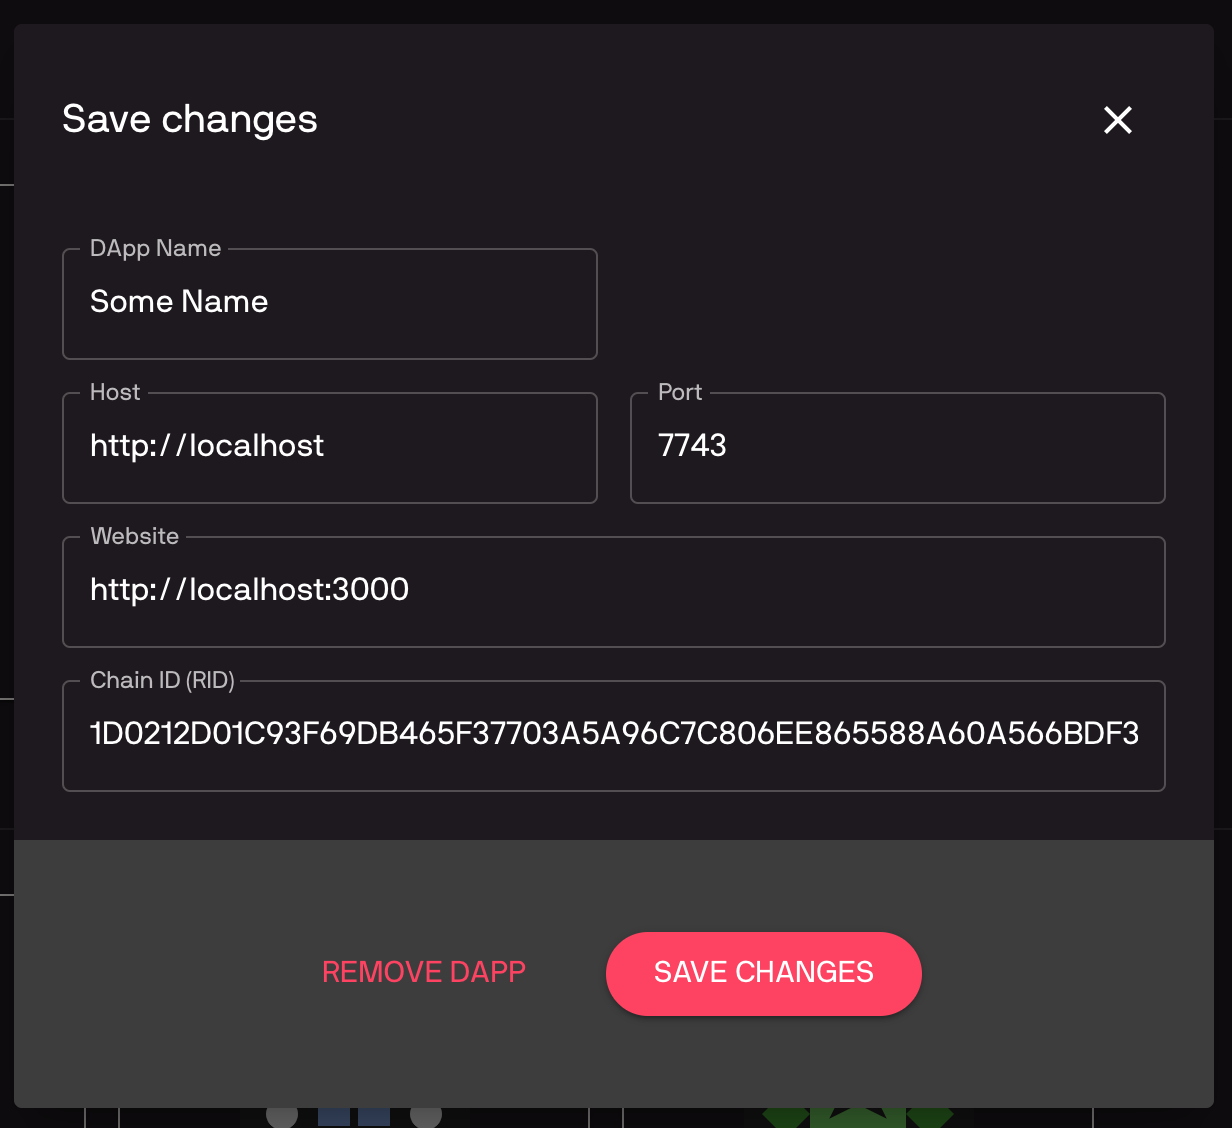 Save changes
DApp Name
Some Name
Host
http://localhost
Port
7743
Website
http://localhost:3000
Chain ID (RID)
1D0212D01C93F69DB465F37703A5A96C7C806EE865588A60A566BDF3
REMOVE DAPP
SAVE CHANGES